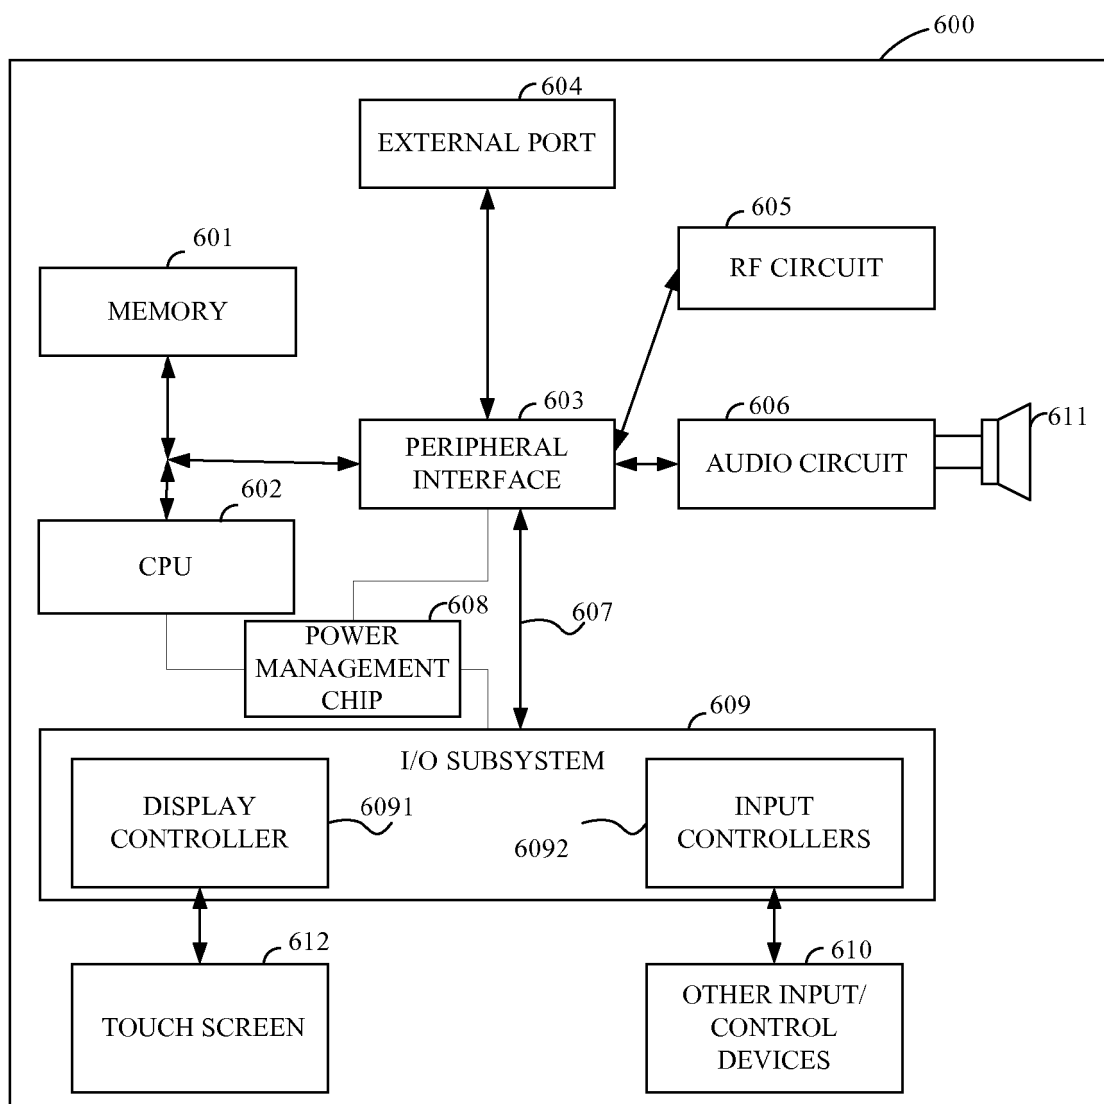 600
604
EXTERNAL PORT
605
RF CIRCUIT
601
MEMORY
603
PERIPHERAL
INTERFACE
606
AUDIO CIRCUIT
611
602
CPU
608
POWER
MANAGEMENT
CHIP
607
609
I/O SUBSYSTEM
DISPLAY
CONTROLLER
6091
6092
INPUT
CONTROLLERS
612
TOUCH SCREEN
610
OTHER INPUT/
CONTROL
DEVICES